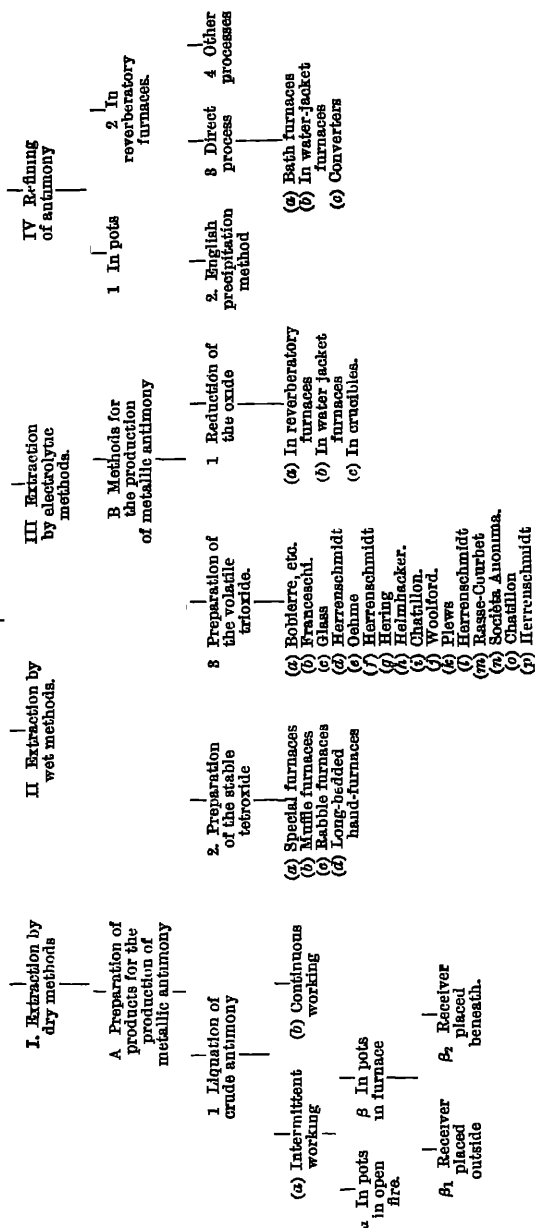 I. Extraction by
dry methods
II Extraction by
wet methods.
III Extraction
by electrolytic
methods.
IV Refining
of antimony
A Preparation of
products for the
production of
metallic antimony
B Methods for
the production
of metallic antimony
1 In pots
2 In
reverberatory
furnaces.
1 Liquation of
crude antimony
2. Preparation
of the stable
tetroxide
3 Preparation of
the volatile
trioxide.
1 Reduction of
the oxide
2. English
precipitation
method
3 Direct
process
4 Other
processes
(a) Intermittent
working
(b) Continuous
working
(a) Special furnaces
(b) Muffle furnaces
(c) Rabble furnaces
(d) Long-bedded
hand-furnaces
(a) Bobierre, etc.
(b) Franceschi.
(c) Glass
(d) Herrenschmidt
(e) Oehme
(f) Herrenschmidt
(g) Hering
(h) Helmhacker.
(i) Chatillon.
(j) Woolford.
(k) Plews
(l) Herrenschmidt
(m) Rasse-Courbet
(n) Società Anonima.
(o) Chatillon
(p) Herrenschmidt
(a) In reverberatory
furnaces
(b) In water jacket
furnaces
(c) In crucibles.
(a) Bath furnaces
(b) In water-jacket
furnaces
(c) Converters
α In pots
in open
fire.
β In pots
in furnace
β1 Receiver
placed
outside
β2 Receiver
placed
beneath.